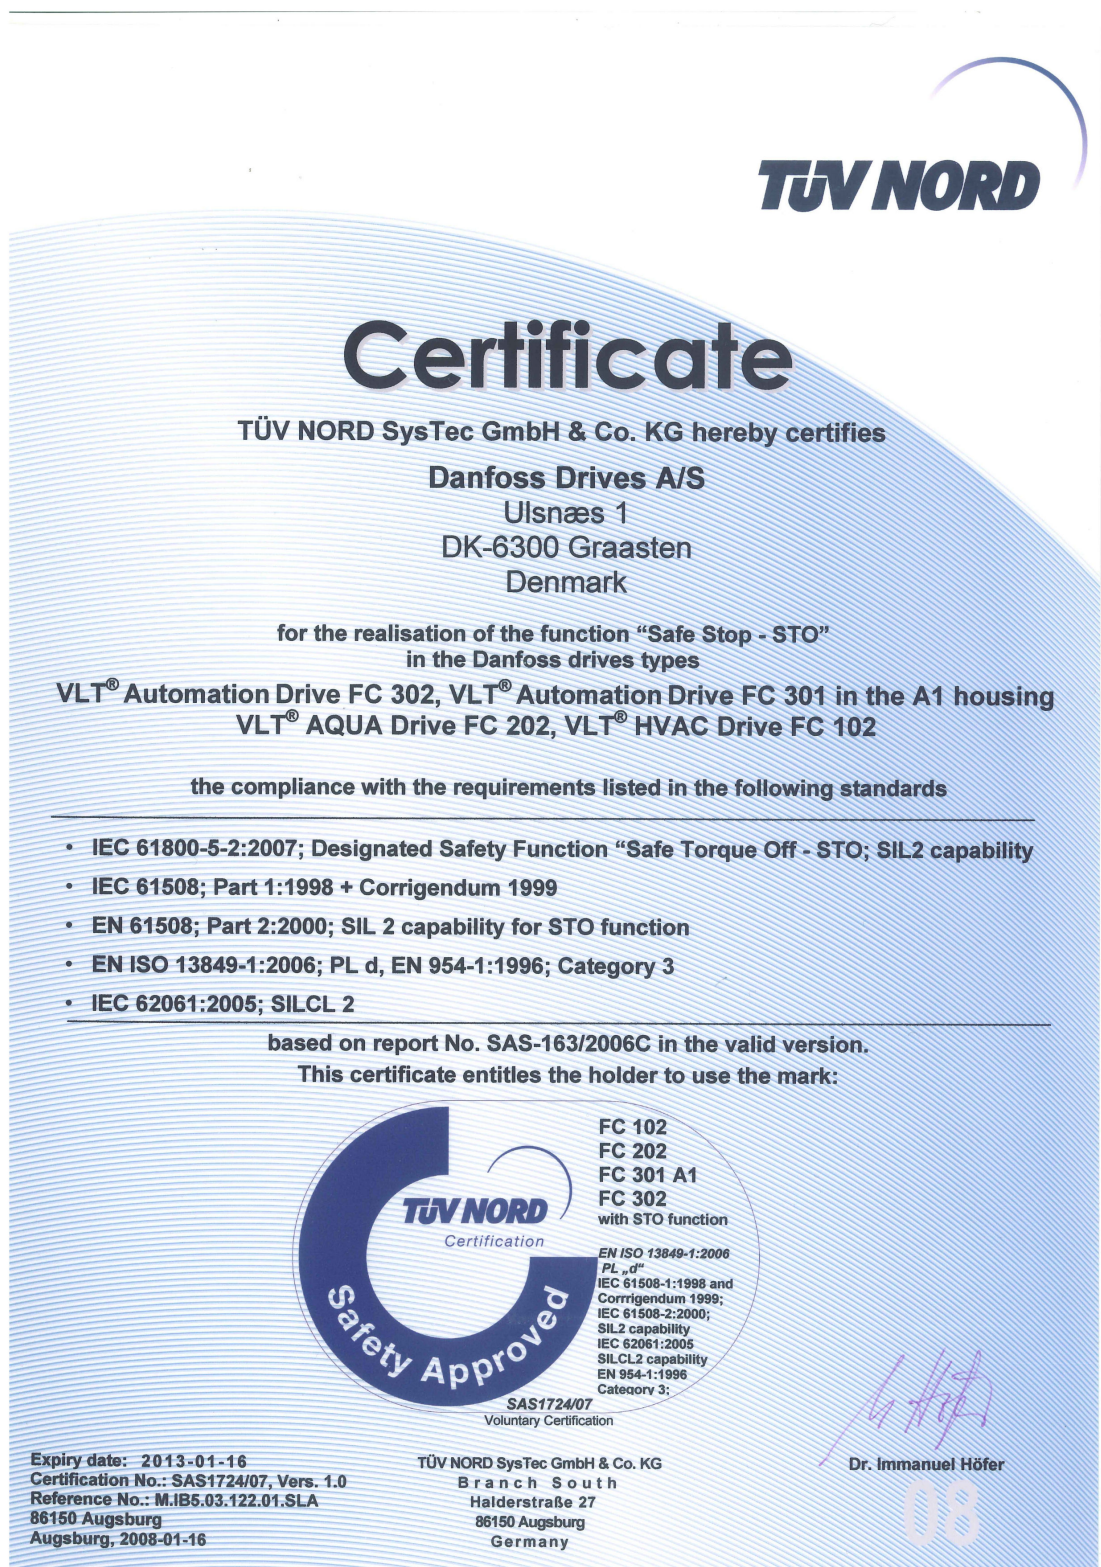 TÜV NORD
Certificate
TÜV NORD SysTec GmbH & Co. KG hereby certifies
Danfoss Drives A/S
Ulsnæs 1
DK-6300 Graasten
Denmark
for the realisation of the function “Safe Stop - STO”
in the Danfoss drives types
VLT® Automation Drive FC 302, VLT® Automation Drive FC 301 in the A1 housing
VLT® AQUA Drive FC 202, VLT® HVAC Drive FC 102
the compliance with the requirements listed in the following standards
• IEC 61800-5-2:2007; Designated Safety Function “Safe Torque Off - STO; SIL2 capability
• IEC 61508; Part 1:1998 + Corrigendum 1999
• EN 61508; Part 2:2000; SIL 2 capability for STO function
• EN ISO 13849-1:2006; PL d, EN 954-1:1996; Category 3
• IEC 62061:2005; SILCL 2
based on report No. SAS-163/2006C in the valid version.
This certificate entitles the holder to use the mark:
TÜV NORD
Certification
Safety Approved
FC 102
FC 202
FC 301 A1
FC 302
with STO function
EN ISO 13849-1:2006
PL „d“
IEC 61508-1:1998 and
Corrrigendum 1999;
IEC 61508-2:2000;
SIL2 capability
IEC 62061:2005
SILCL2 capability
EN 954-1:1996
Category 3;
SAS1724/07
Voluntary Certification
Expiry date: 2013-01-16
Certification No.: SAS1724/07, Vers. 1.0
Reference No.: M.IB5.03.122.01.SLA
86150 Augsburg
Augsburg, 2008-01-16
TÜV NORD SysTec GmbH & Co. KG
Branch South
Halderstraße 27
86150 Augsburg
Germany
Dr. Immanuel Höfer
08